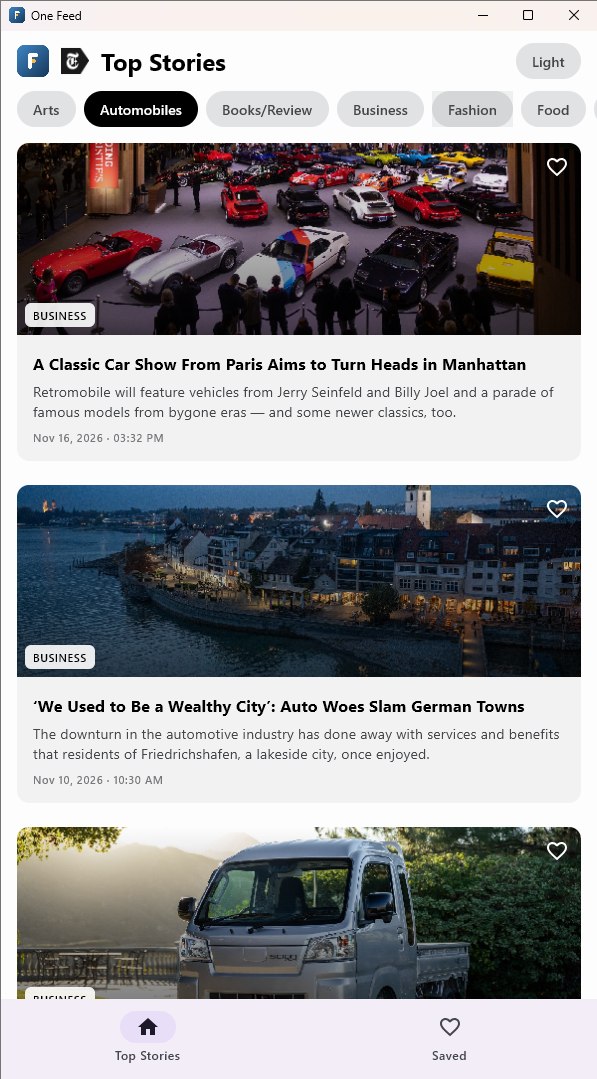 One Feed
Top Stories
Light
Arts
Automobiles
Books/Review
Business
Fashion
Food
BUSINESS
A Classic Car Show From Paris Aims to Turn Heads in Manhattan
Retromobile will feature vehicles from Jerry Seinfeld and Billy Joel and a parade of
famous models from bygone eras — and some newer classics, too.
Nov 16, 2026 · 03:32 PM
BUSINESS
‘We Used to Be a Wealthy City’: Auto Woes Slam German Towns
The downturn in the automotive industry has done away with services and benefits
that residents of Friedrichshafen, a lakeside city, once enjoyed.
Nov 10, 2026 · 10:30 AM
BUSINESS
Top Stories
Saved